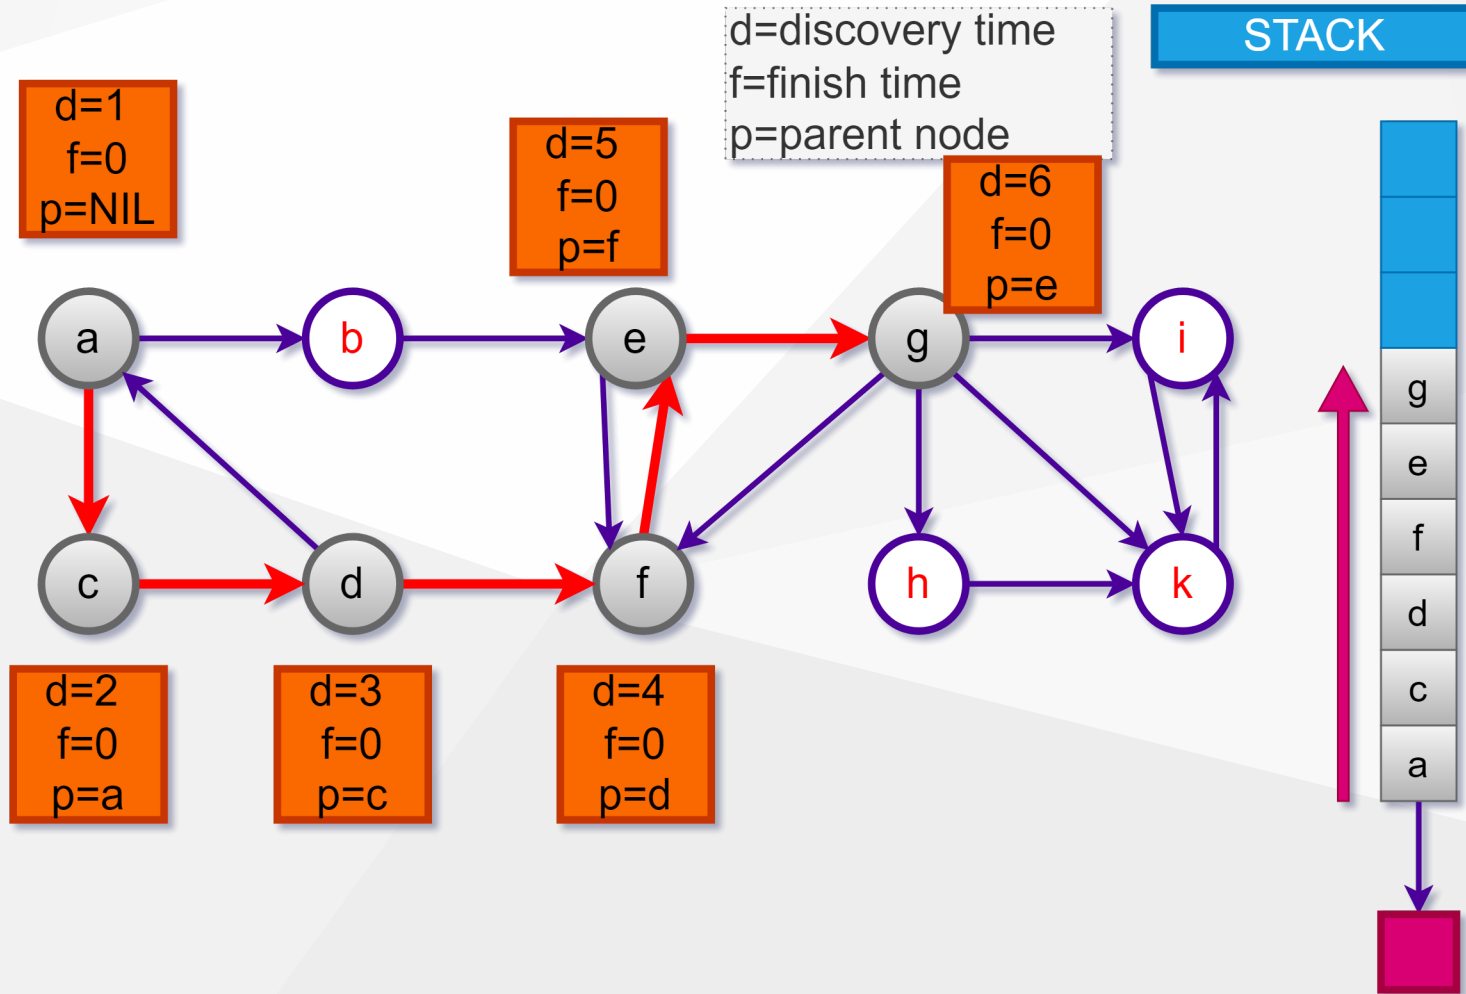 d=discovery time
f=finish time
p=parent node
STACK
d=1
f=0
p=NIL
d=5
f=0
p=f
d=6
f=0
p=e
a
b
e
g
i
c
d
f
h
k
d=2
f=0
p=a
d=3
f=0
p=c
d=4
f=0
p=d
g
e
f
d
c
a